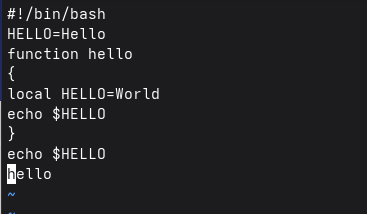 #!/bin/bash
HELLO=Hello
function hello
{
local HELLO=World
echo $HELLO
}
echo $HELLO
hello
~
~